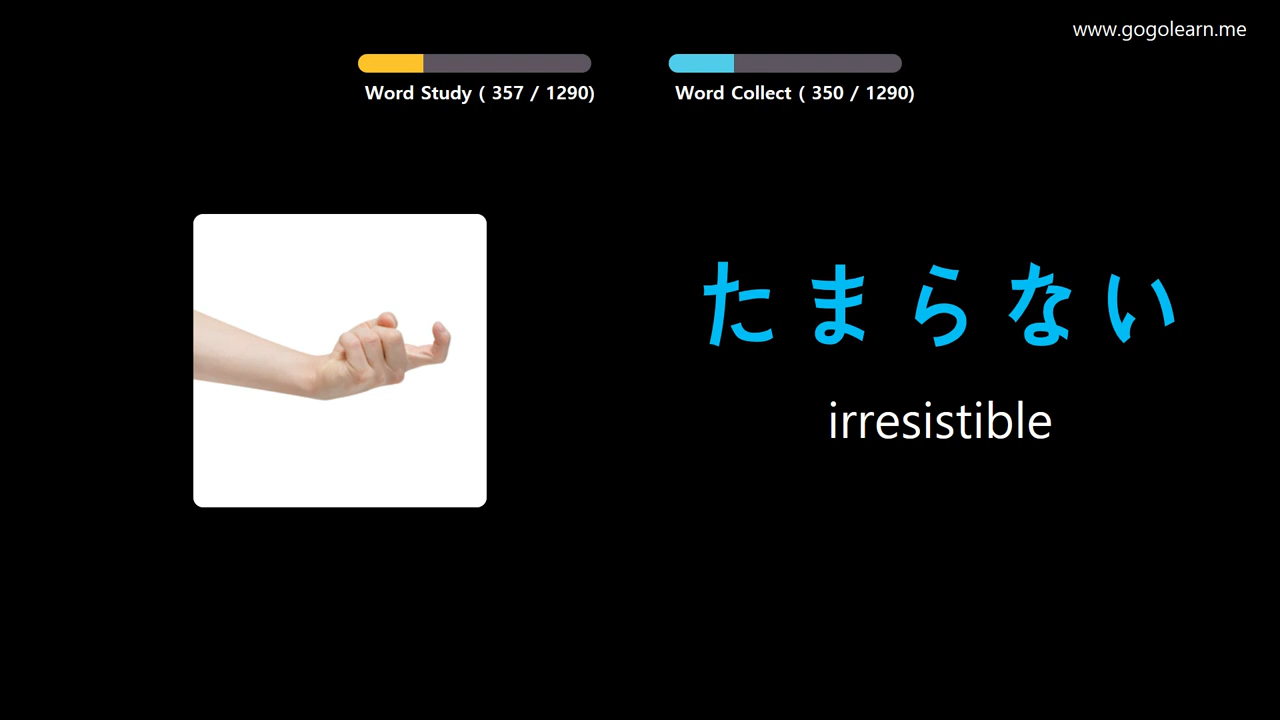 www.gogolearn.me
Word Study ( 357 / 1290)
Word Collect ( 350 / 1290)
たまらない
irresistible